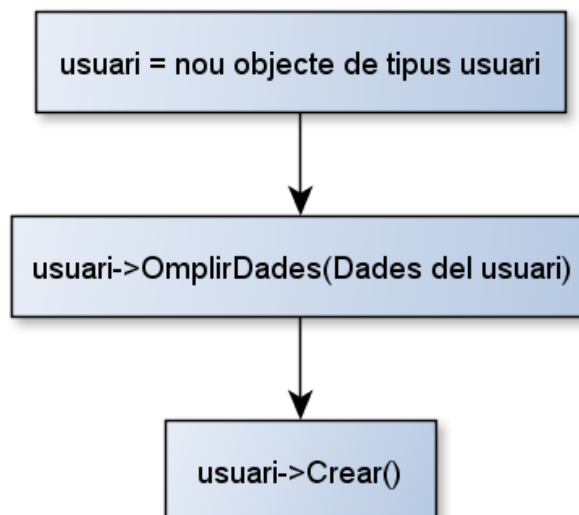 usuari = nou objecte de tipus usuari
usuari->OmplirDades(Dades del usuari)
usuari->Crear()